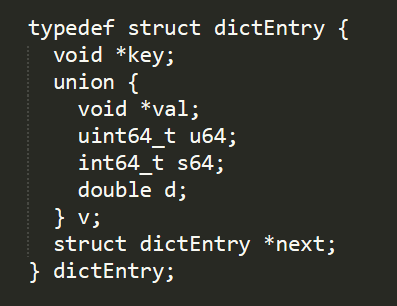 typedef struct dictEntry {
  void *key;
  union {
    void *val;
    uint64_t u64;
    int64_t s64;
    double d;
  } v;
  struct dictEntry *next;
} dictEntry;